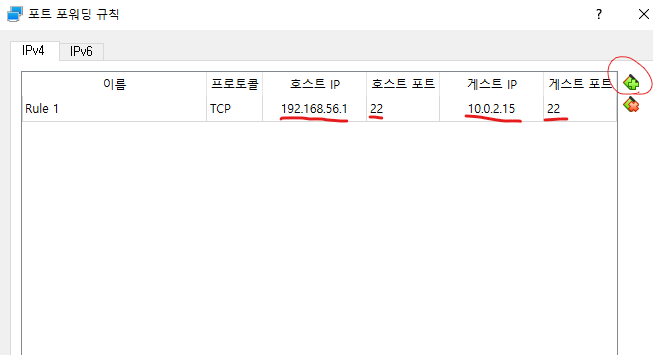 포트 포워딩 규칙
IPv4 IPv6
이름 프로토콜 호스트 IP 호스트 포트 게스트 IP 게스트 포트
Rule 1 TCP 192.168.56.1 22 10.0.2.15 22